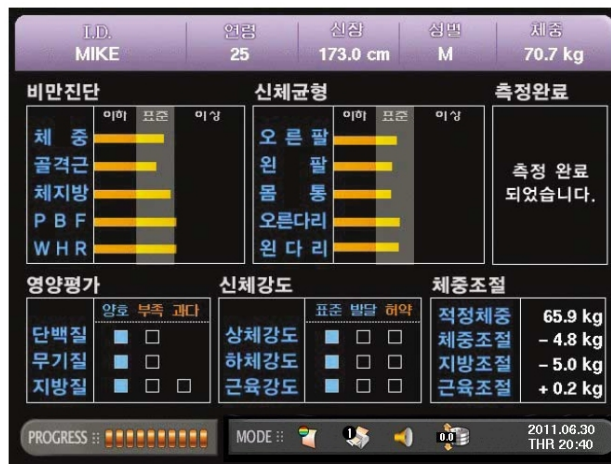 I.D. 연령 신장 성별 체중
MIKE 25 173.0 cm M 70.7 kg
비만진단 신체균형 측정완료
이하 표준 이상 이하 표준 이상
체 중 오 른 팔
골격근 왼 팔
체지방 몸 통
P B F 오른다리
W H R 왼 다 리
측정 완료
되었습니다.
영양평가 신체강도 체중조절
양호 부족 과다 표준 발달 허약
단백질 상체강도 적정체중 65.9 kg
무기질 하체강도 체중조절 - 4.8 kg
지방질 근육강도 지방조절 - 5.0 kg
근육조절 + 0.2 kg
PROGRESS :: MODE :: 1 0.0 2011.06.30
THR 20:40